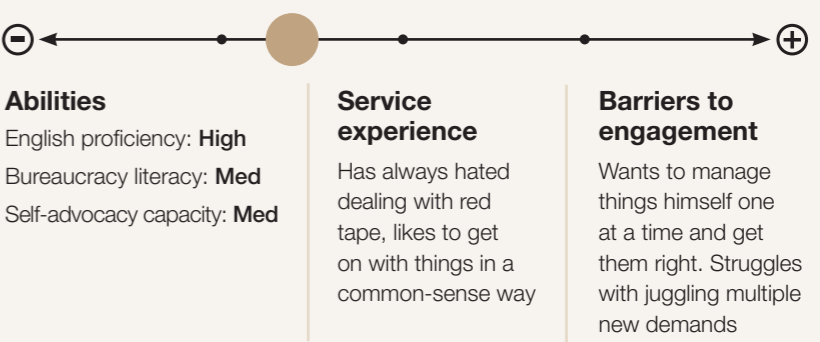 Abilities
English proficiency: High
Bureaucracy literacy: Med
Self-advocacy capacity: Med
Service
experience
Has always hated
dealing with red
tape, likes to get
on with things in a
common-sense way
Barriers to
engagement
Wants to manage
things himself one
at a time and get
them right. Struggles
with juggling multiple
new demands